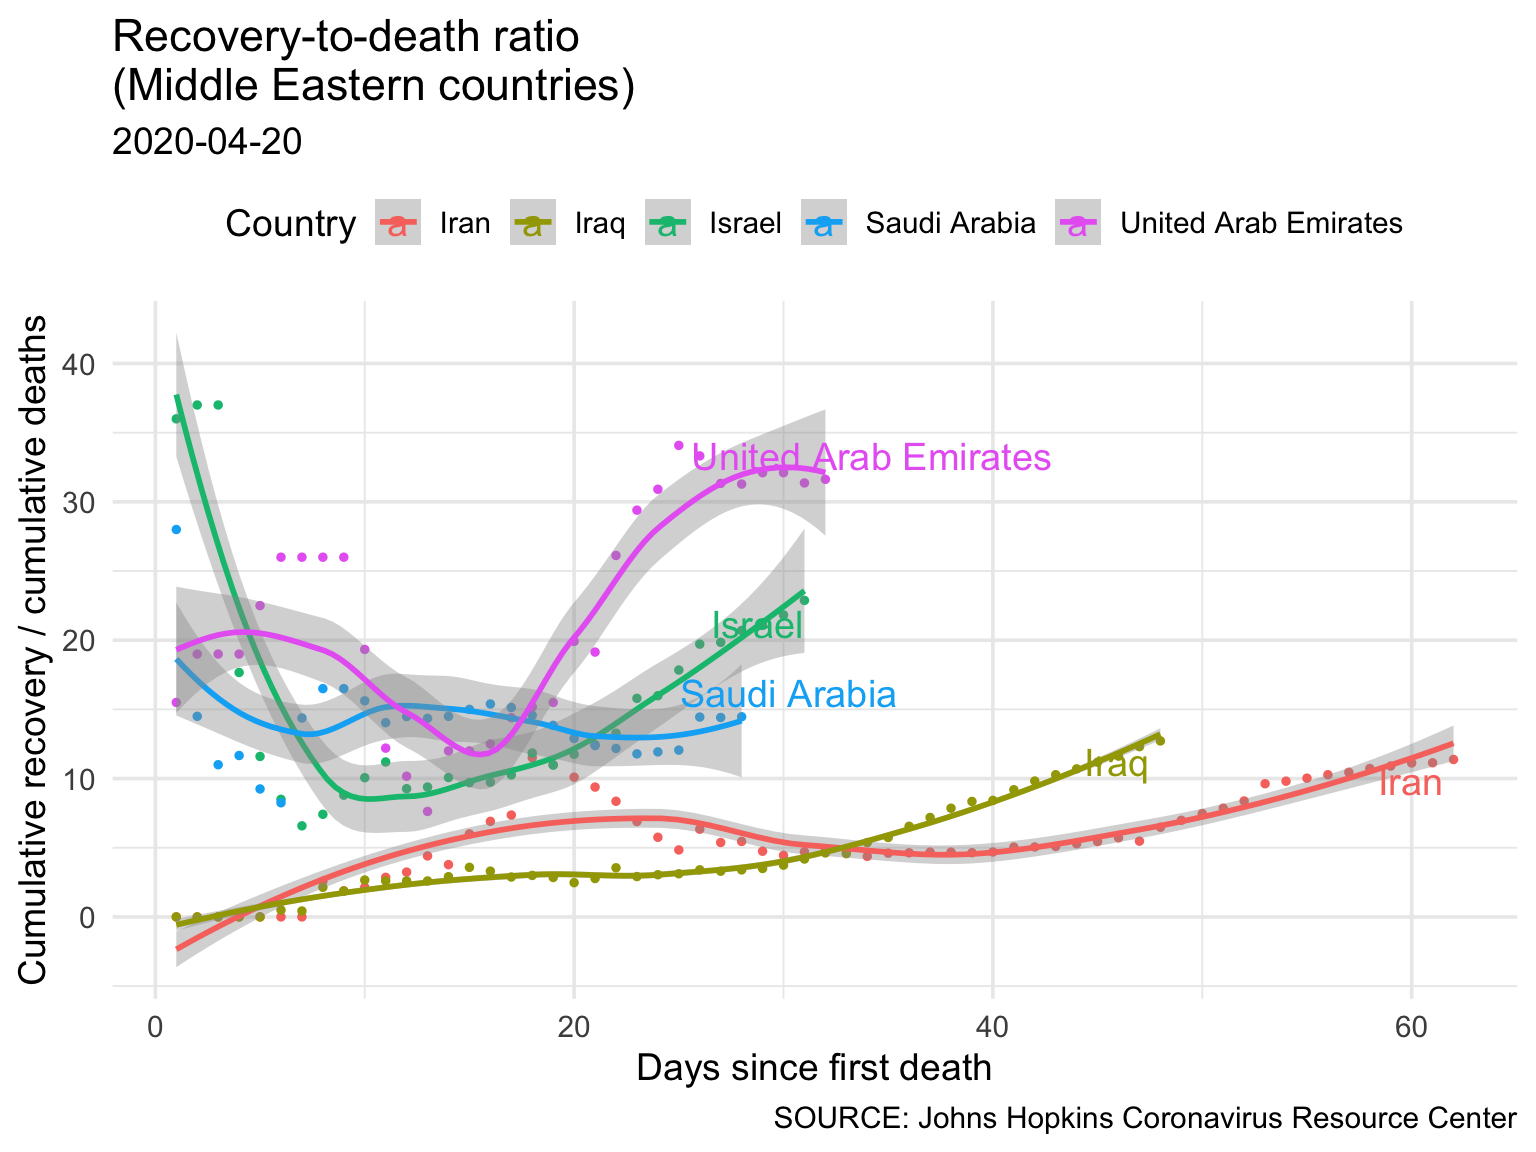 Recovery-to-death ratio
(Middle Eastern countries)
2020-04-20
Country a Iran a Iraq a Israel a Saudi Arabia a United Arab Emirates
Cumulative recovery / cumulative deaths
40
30
20
10
0
United Arab Emirates
Israel
Saudi Arabia
Iraq
Iran
0 20 40 60
Days since first death
SOURCE: Johns Hopkins Coronavirus Resource Center